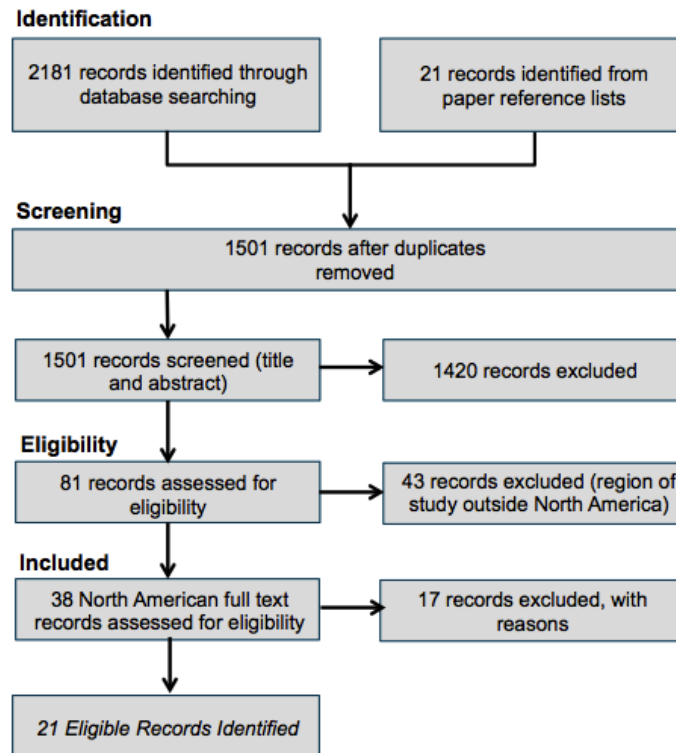 Identification
2181 records identified through
database searching
21 records identified from
paper reference lists
Screening
1501 records after duplicates
removed
1501 records screened (title
and abstract)
1420 records excluded
Eligibility
81 records assessed for
eligibility
43 records excluded (region of
study outside North America)
Included
38 North American full text
records assessed for eligibility
17 records excluded, with
reasons
21 Eligible Records Identified